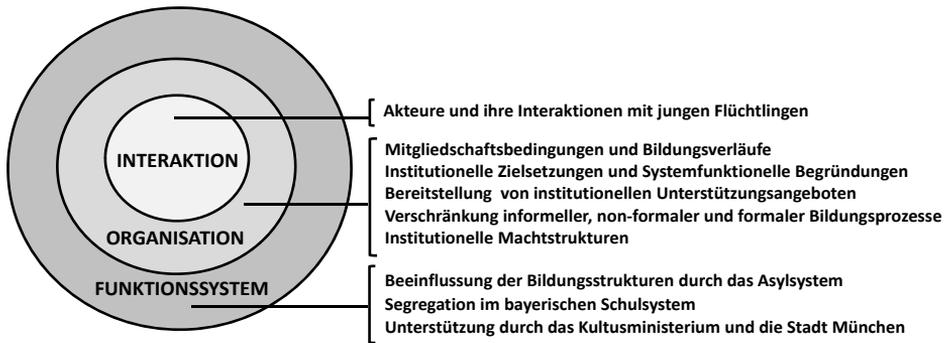 INTERAKTION
ORGANISATION
FUNKTIONSSYSTEM
Akteure und ihre Interaktionen mit jungen Flüchtlingen
Mitgliedschaftsbedingungen und Bildungsverläufe
Institutionelle Zielsetzungen und Systemfunktionelle Begründungen
Bereitstellung von institutionellen Unterstützungsangeboten
Verschränkung informeller, non-formaler und formaler Bildungsprozesse
Institutionelle Machtstrukturen
Beeinflussung der Bildungsstrukturen durch das Asylsystem
Segregation im bayerischen Schulsystem
Unterstützung durch das Kultusministerium und die Stadt München